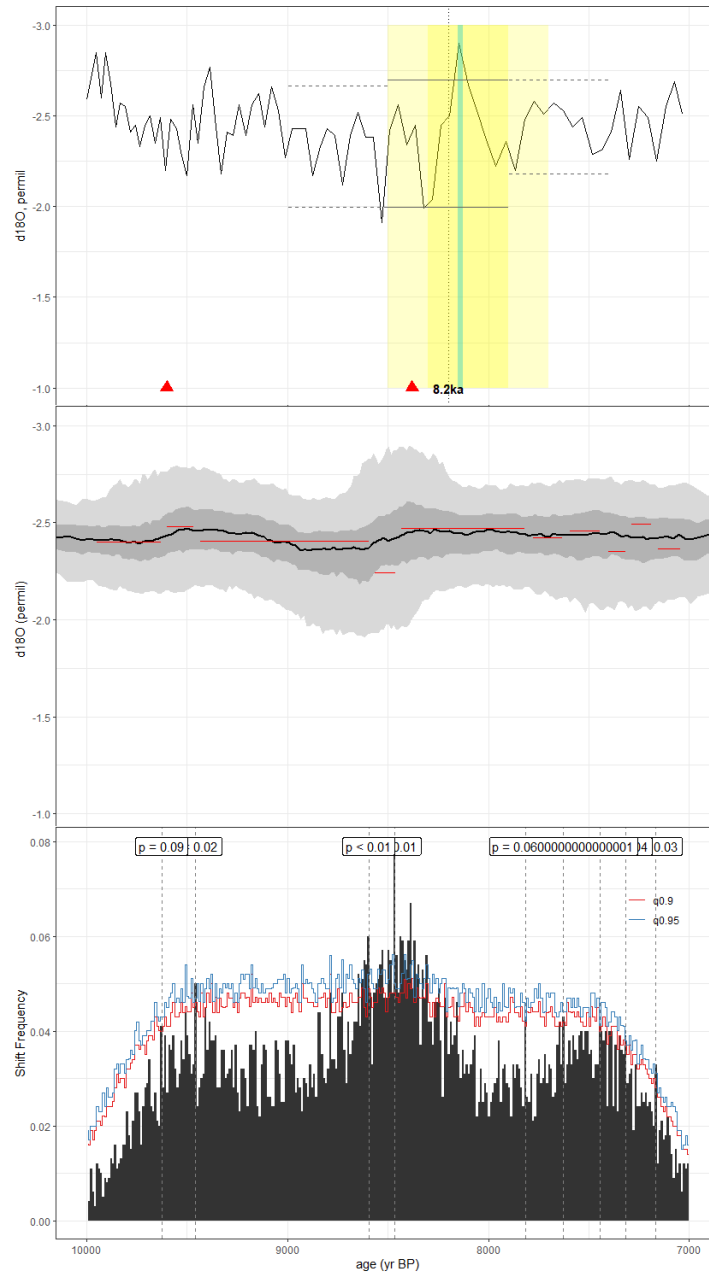 -3.0
-2.5
-2.0
-1.5
-1.0
d18O, permil
8.2ka
-3.0
-2.5
-2.0
-1.5
-1.0
d18O (permil)
p = 0.09 0.02 p < 0.01 0.01 p = 0.0600000000000001 0.03
0.08
0.06
0.04
0.02
0.00
q0.9
q0.95
Shift Frequency
10000 9000 8000 7000
age (yr BP)